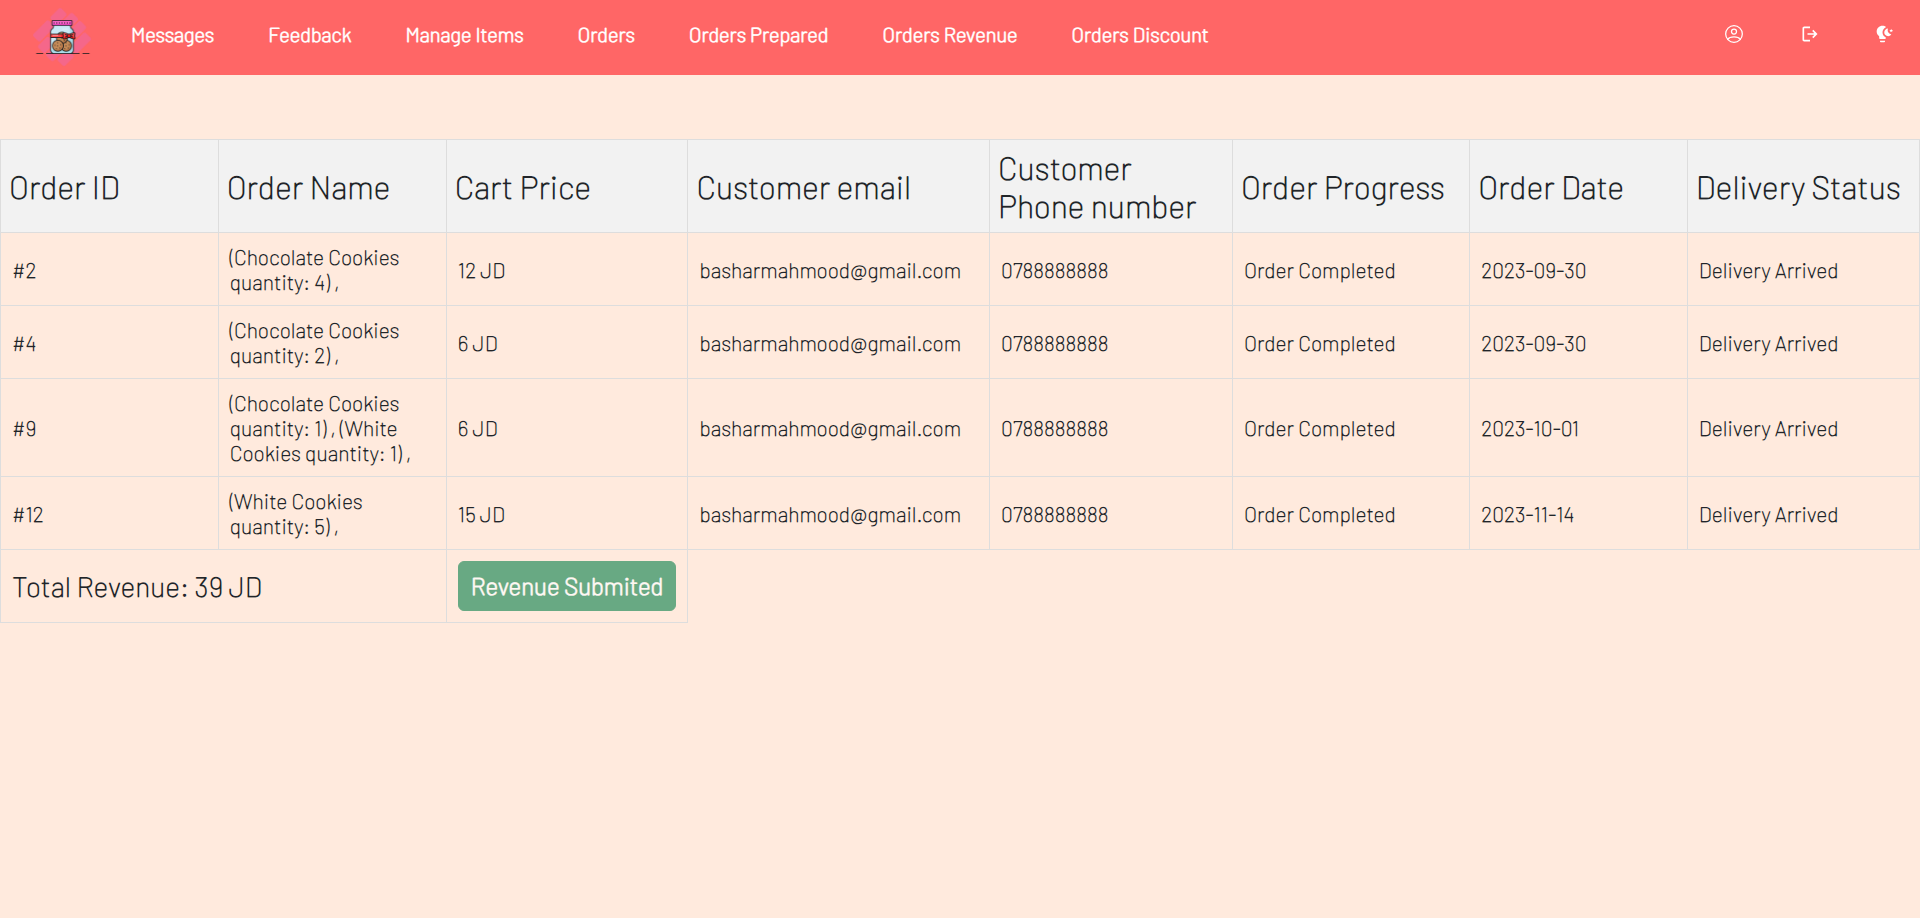 Messages Feedback Manage Items Orders Orders Prepared Orders Revenue Orders Discount
Order ID Order Name Cart Price Customer email Customer Phone number Order Progress Order Date Delivery Status
#2 (Chocolate Cookies quantity: 4) , 12 JD basharmahmood@gmail.com 0788888888 Order Completed 2023-09-30 Delivery Arrived
#4 (Chocolate Cookies quantity: 2) , 6 JD basharmahmood@gmail.com 0788888888 Order Completed 2023-09-30 Delivery Arrived
#9 (Chocolate Cookies quantity: 1) , (White Cookies quantity: 1) , 6 JD basharmahmood@gmail.com 0788888888 Order Completed 2023-10-01 Delivery Arrived
#12 (White Cookies quantity: 5) , 15 JD basharmahmood@gmail.com 0788888888 Order Completed 2023-11-14 Delivery Arrived
Total Revenue: 39 JD Revenue Submited